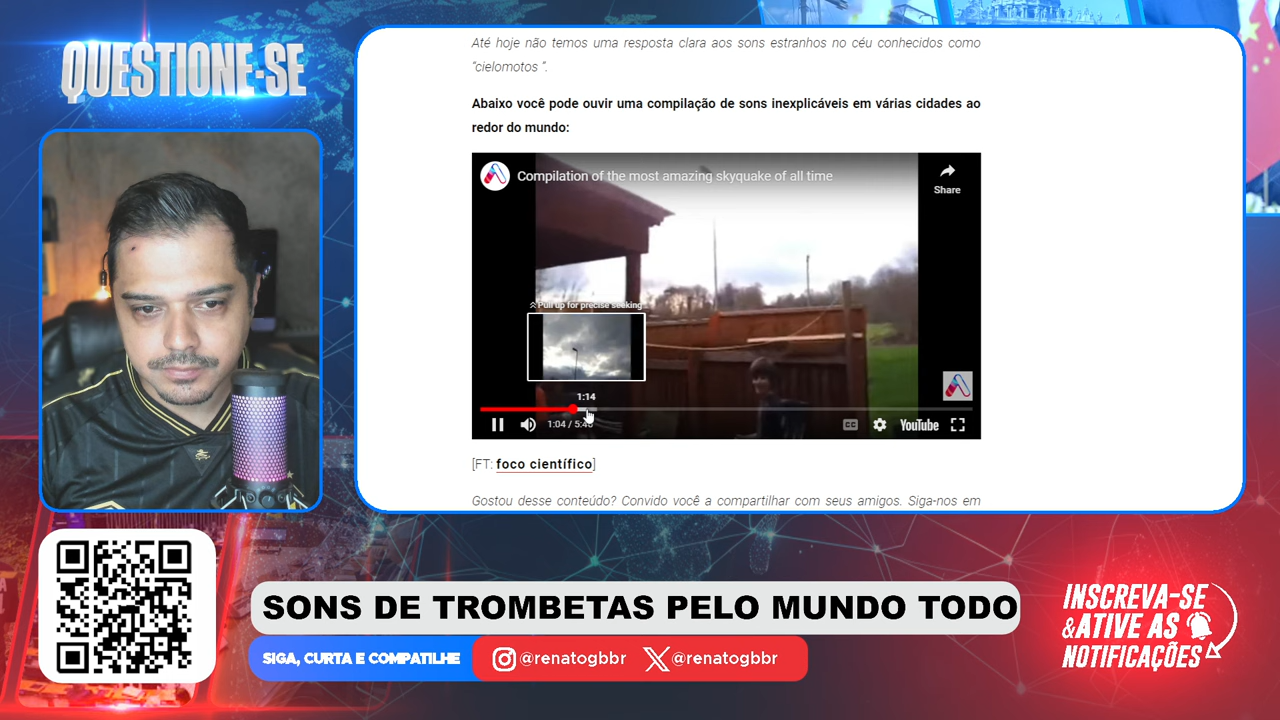 QUESTIONE-SE
Até hoje não temos uma resposta clara aos sons estranhos no céu conhecidos como
"cielomotos ".
Abaixo você pode ouvir uma compilação de sons inexplicáveis em várias cidades ao
redor do mundo:
Compilation of the most amazing skyquake of all time
Share
Pull up for precise seeking
1:14
1:04 / 5:48
CC
YouTube
[FT: foco científico]
Gostou desse conteúdo? Convido você a compartilhar com seus amigos. Siga-nos em
SONS DE TROMBETAS PELO MUNDO TODO
SIGA, CURTA E COMPATILHE
@renatogbbr
@renatogbbr
INSCREVA-SE
&ATIVE AS
NOTIFICAÇÕES